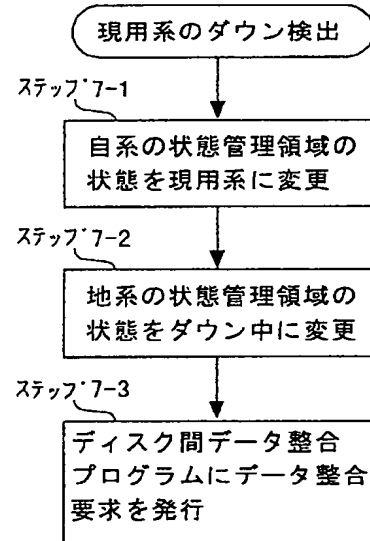 現用系のダウン検出
ステップ7-1
自系の状態管理領域の
状態を現用系に変更
ステップ7-2
地系の状態管理領域の
状態をダウン中に変更
ステップ7-3
ディスク間データ整合
プログラムにデータ整合
要求を発行